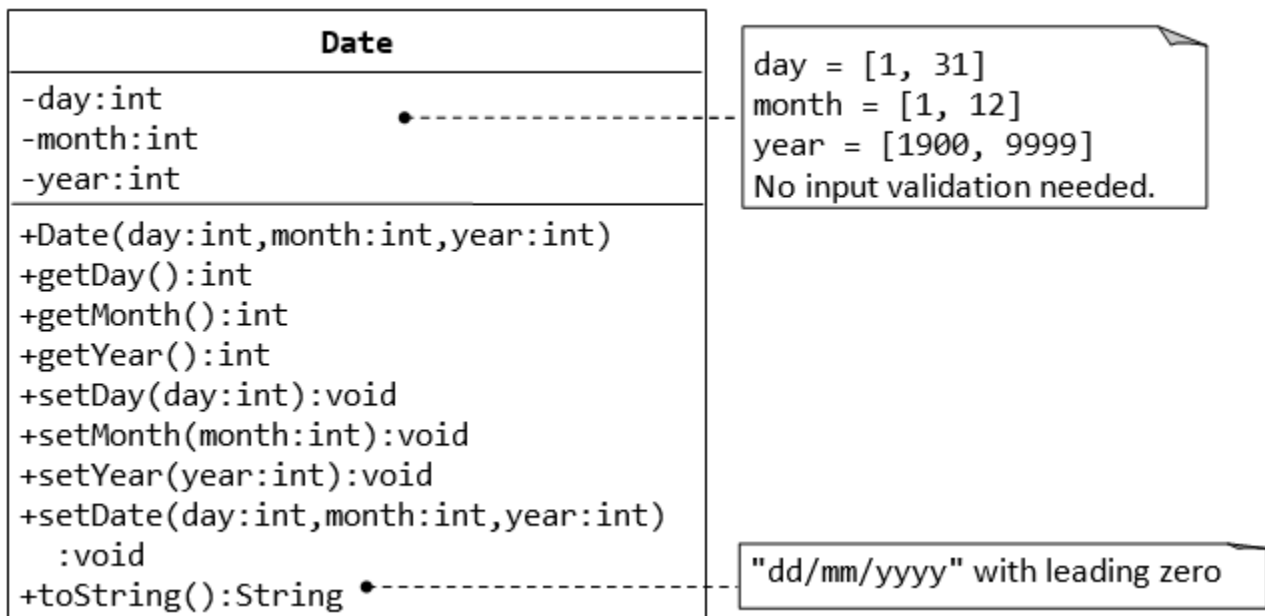 Date
-day:int
-month:int
-year:int
day = [1, 31]
month = [1, 12]
year = [1900, 9999]
No input validation needed.
+Date(day:int,month:int,year:int)
+getDay():int
+getMonth():int
+getYear():int
+setDay(day:int):void
+setMonth(month:int):void
+setYear(year:int):void
+setDate(day:int,month:int,year:int)
:void
+toString():String
"dd/mm/yyyy" with leading zero